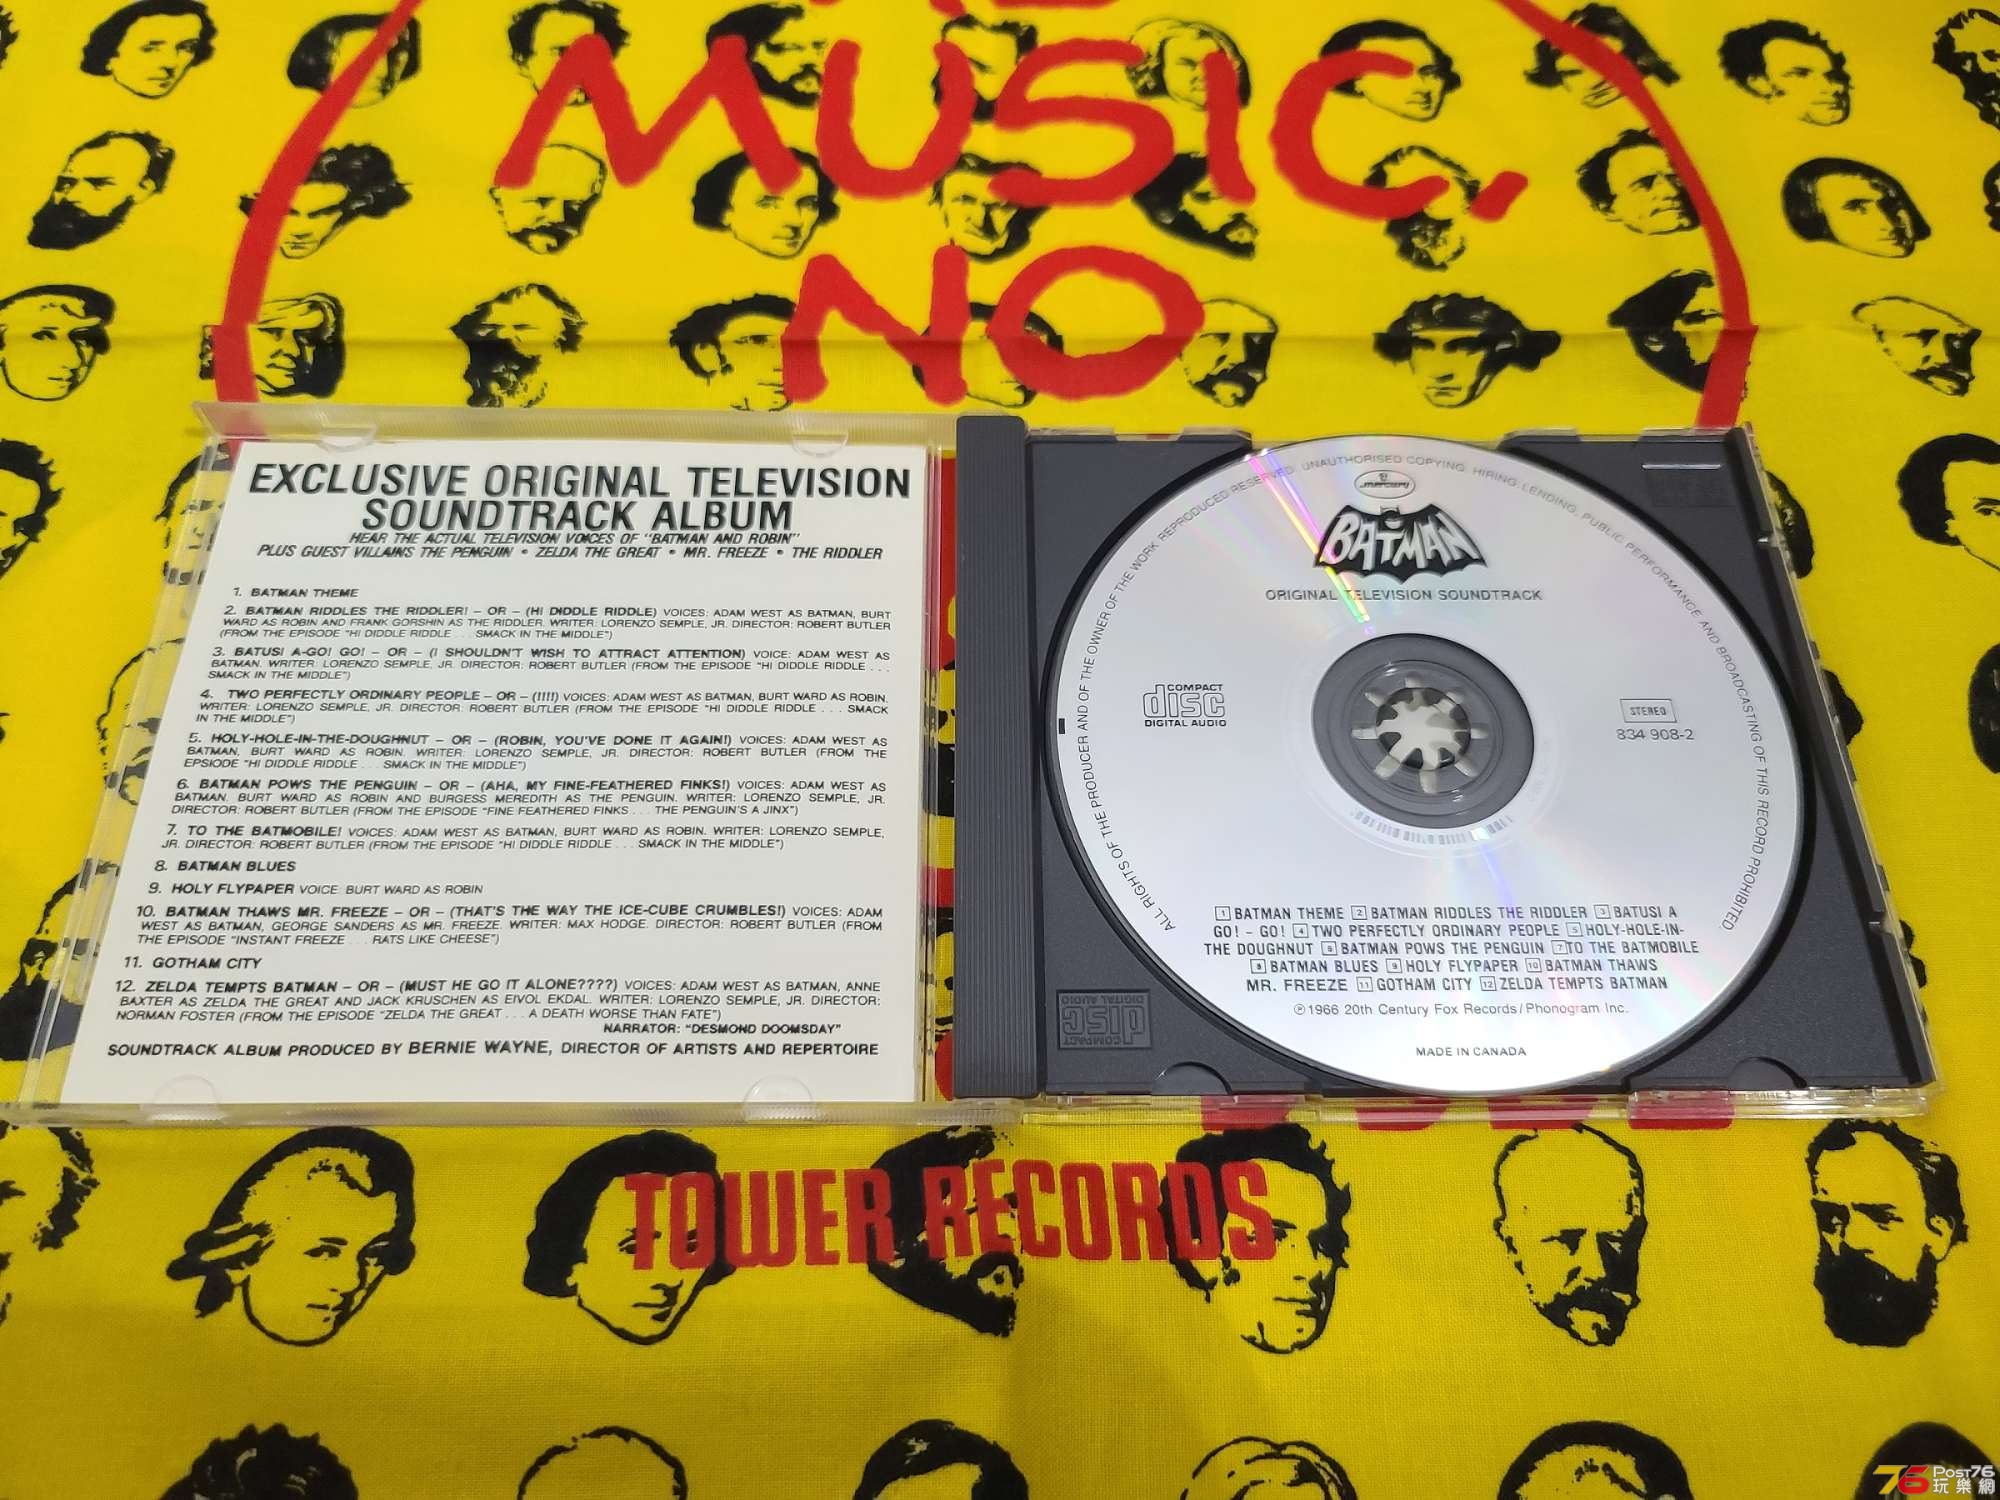 MUSIC.
NO
EXCLUSIVE ORIGINAL TELEVISION
SOUNDTRACK ALBUM
HEAR THE ACTUAL TELEVISION VOICES OF "BATMAN AND ROBIN"
PLUS GUEST VILLAINS THE PENGUIN • ZELDA THE GREAT • MR. FREEZE • THE RIDDLER
1. BATMAN THEME
2. BATMAN RIDDLES THE RIDDLER! – OR – (HI DIDDLE RIDDLE) VOICES: ADAM WEST AS BATMAN, BURT
WARD AS ROBIN AND FRANK GORSHIN AS THE RIDDLER. WRITER: LORENZO SEMPLE, JR. DIRECTOR: ROBERT BUTLER
(FROM THE EPISODE "HI DIDDLE RIDDLE . . . SMACK IN THE MIDDLE")
3. BATUSI A-GO! GO! – OR – (I SHOULDN'T WISH TO ATTRACT ATTENTION) VOICE: ADAM WEST AS
BATMAN. WRITER: LORENZO SEMPLE, JR. DIRECTOR: ROBERT BUTLER (FROM THE EPISODE "HI DIDDLE RIDDLE . . .
SMACK IN THE MIDDLE")
4. TWO PERFECTLY ORDINARY PEOPLE – OR – (!!!!) VOICES: ADAM WEST AS BATMAN, BURT WARD AS ROBIN.
WRITER: LORENZO SEMPLE, JR. DIRECTOR: ROBERT BUTLER (FROM THE EPISODE "HI DIDDLE RIDDLE . . . SMACK
IN THE MIDDLE")
5. HOLY-HOLE-IN-THE-DOUGHNUT – OR – (ROBIN, YOU'VE DONE IT AGAIN!) VOICES: ADAM WEST AS
BATMAN, BURT WARD AS ROBIN. WRITER: LORENZO SEMPLE, JR. DIRECTOR: ROBERT BUTLER (FROM THE
EPSIODE "HI DIDDLE RIDDLE . . . SMACK IN THE MIDDLE")
6. BATMAN POWS THE PENGUIN – OR – (AHA, MY FINE-FEATHERED FINKS!) VOICES: ADAM WEST AS
BATMAN. BURT WARD AS ROBIN AND BURGESS MEREDITH AS THE PENGUIN. WRITER: LORENZO SEMPLE, JR.
DIRECTOR: ROBERT BUTLER (FROM THE EPISODE "FINE FEATHERED FINKS . . . THE PENGUIN'S A JINX")
7. TO THE BATMOBILE! VOICES: ADAM WEST AS BATMAN, BURT WARD AS ROBIN. WRITER: LORENZO SEMPLE,
JR. DIRECTOR: ROBERT BUTLER (FROM THE EPISODE "HI DIDDLE RIDDLE . . . SMACK IN THE MIDDLE")
8. BATMAN BLUES
9. HOLY FLYPAPER VOICE: BURT WARD AS ROBIN
10. BATMAN THAWS MR. FREEZE – OR – (THAT'S THE WAY THE ICE-CUBE CRUMBLES!) VOICES: ADAM
WEST AS BATMAN, GEORGE SANDERS AS MR. FREEZE. WRITER: MAX HODGE. DIRECTOR: ROBERT BUTLER (FROM
THE EPISODE "INSTANT FREEZE . . . RATS LIKE CHEESE")
11. GOTHAM CITY
12. ZELDA TEMPTS BATMAN – OR – (MUST HE GO IT ALONE????) VOICES: ADAM WEST AS BATMAN, ANNE
BAXTER AS ZELDA THE GREAT AND JACK KRUSCHEN AS EIVOL EKDAL. WRITER: LORENZO SEMPLE, JR. DIRECTOR:
NORMAN FOSTER (FROM THE EPISODE "ZELDA THE GREAT . . . A DEATH WORSE THAN FATE")
NARRATOR: "DESMOND DOOMSDAY"
SOUNDTRACK ALBUM PRODUCED BY BERNIE WAYNE, DIRECTOR OF ARTISTS AND REPERTOIRE
ALL RIGHTS OF THE PRODUCER AND OF THE OWNER OF THE WORK REPRODUCED RESERVED. UNAUTHORISED COPYING, HIRING, LENDING, PUBLIC PERFORMANCE AND BROADCASTING OF THIS RECORD PROHIBITED.
mercury
BATMAN
ORIGINAL TELEVISION SOUNDTRACK
COMPACT
disc
DIGITAL AUDIO
STEREO
834 908-2
1 BATMAN THEME 2 BATMAN RIDDLES THE RIDDLER 3 BATUSI A
GO! - GO! 4 TWO PERFECTLY ORDINARY PEOPLE 5 HOLY-HOLE-IN-
THE DOUGHNUT 6 BATMAN POWS THE PENGUIN 7 TO THE BATMOBILE
8 BATMAN BLUES 9 HOLY FLYPAPER 10 BATMAN THAWS
MR. FREEZE 11 GOTHAM CITY 12 ZELDA TEMPTS BATMAN
℗ 1966 20th Century Fox Records/Phonogram Inc.
MADE IN CANADA
COMPACT
disc
DIGITAL AUDIO
TOWER RECORDS
76 Post76
玩樂網